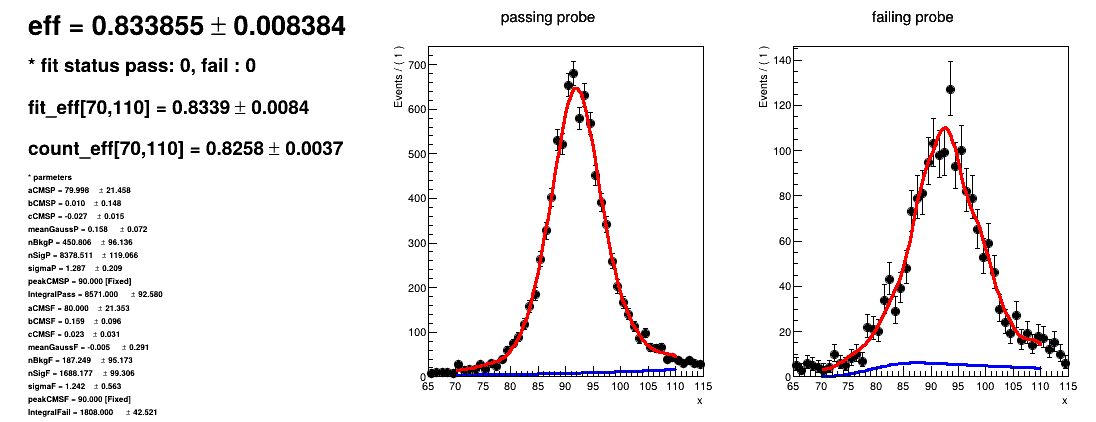 eff = 0.833855 ± 0.008384
* fit status pass: 0, fail : 0
fit_eff[70,110] = 0.8339 ± 0.0084
count_eff[70,110] = 0.8258 ± 0.0037
* parmeters
aCMSP = 79.998 ± 21.458
bCMSP = 0.010 ± 0.148
cCMSP = -0.027 ± 0.015
meanGaussP = 0.158 ± 0.072
nBkgP = 450.806 ± 96.136
nSigP = 8378.511 ± 119.066
sigmaP = 1.287 ± 0.209
peakCMSP = 90.000 [Fixed]
IntegralPass = 8571.000 ± 92.580
aCMSF = 80.000 ± 21.353
bCMSF = 0.159 ± 0.096
cCMSF = 0.023 ± 0.031
meanGaussF = -0.005 ± 0.291
nBkgF = 187.249 ± 95.173
nSigF = 1688.177 ± 99.306
sigmaF = 1.242 ± 0.563
peakCMSF = 90.000 [Fixed]
IntegralFail = 1808.000 ± 42.521
passing probe
Events / ( 1 )
700
600
500
400
300
200
100
0
65 70 75 80 85 90 95 100 105 110 115
x
failing probe
Events / ( 1 )
140
120
100
80
60
40
20
0
65 70 75 80 85 90 95 100 105 110 115
x